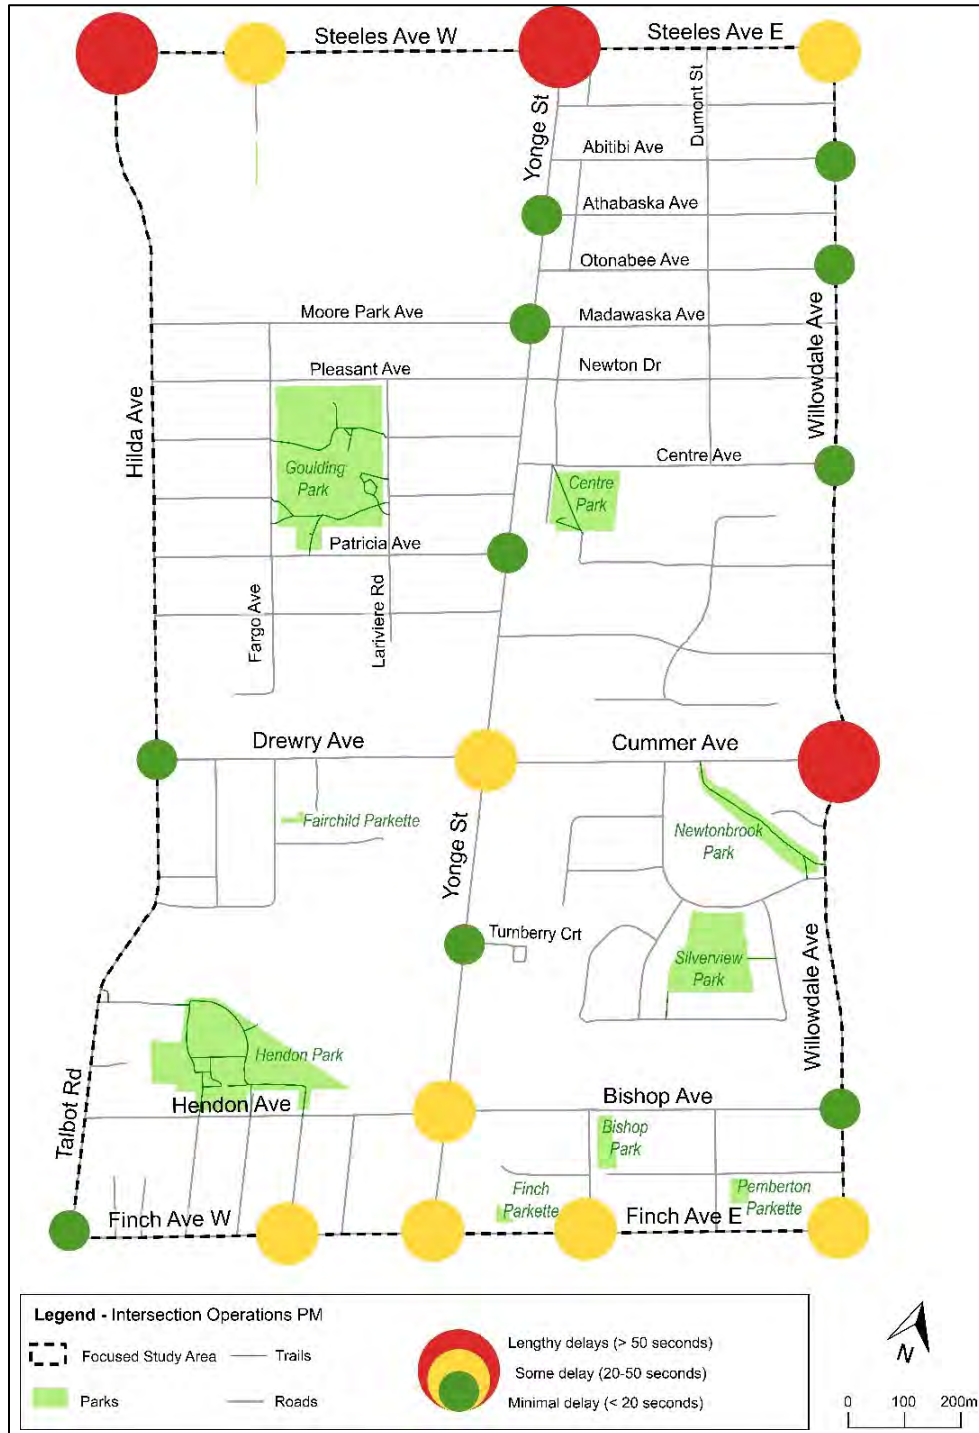 Steeles Ave W
Steeles Ave E
Yonge St
Dumont St
Abitibi Ave
Athabaska Ave
Otonabee Ave
Moore Park Ave
Madawaska Ave
Pleasant Ave
Newton Dr
Hilda Ave
Willowdale Ave
Goulding
Park
Centre Ave
Centre
Park
Patricia Ave
Fargo Ave
Lariviere Rd
Drewry Ave
Cummer Ave
Fairchild Parkette
Newtonbrook
Park
Yonge St
Turnberry Crt
Silverview
Park
Willowdale Ave
Hendon Park
Hendon Ave
Bishop Ave
Talbot Rd
Bishop
Park
Finch
Parkette
Pemberton
Parkette
Finch Ave W
Finch Ave E
Legend - Intersection Operations PM
Focused Study Area
Trails
Parks
Roads
Lengthy delays (> 50 seconds)
Some delay (20-50 seconds)
Minimal delay (< 20 seconds)
N
0 100 200m